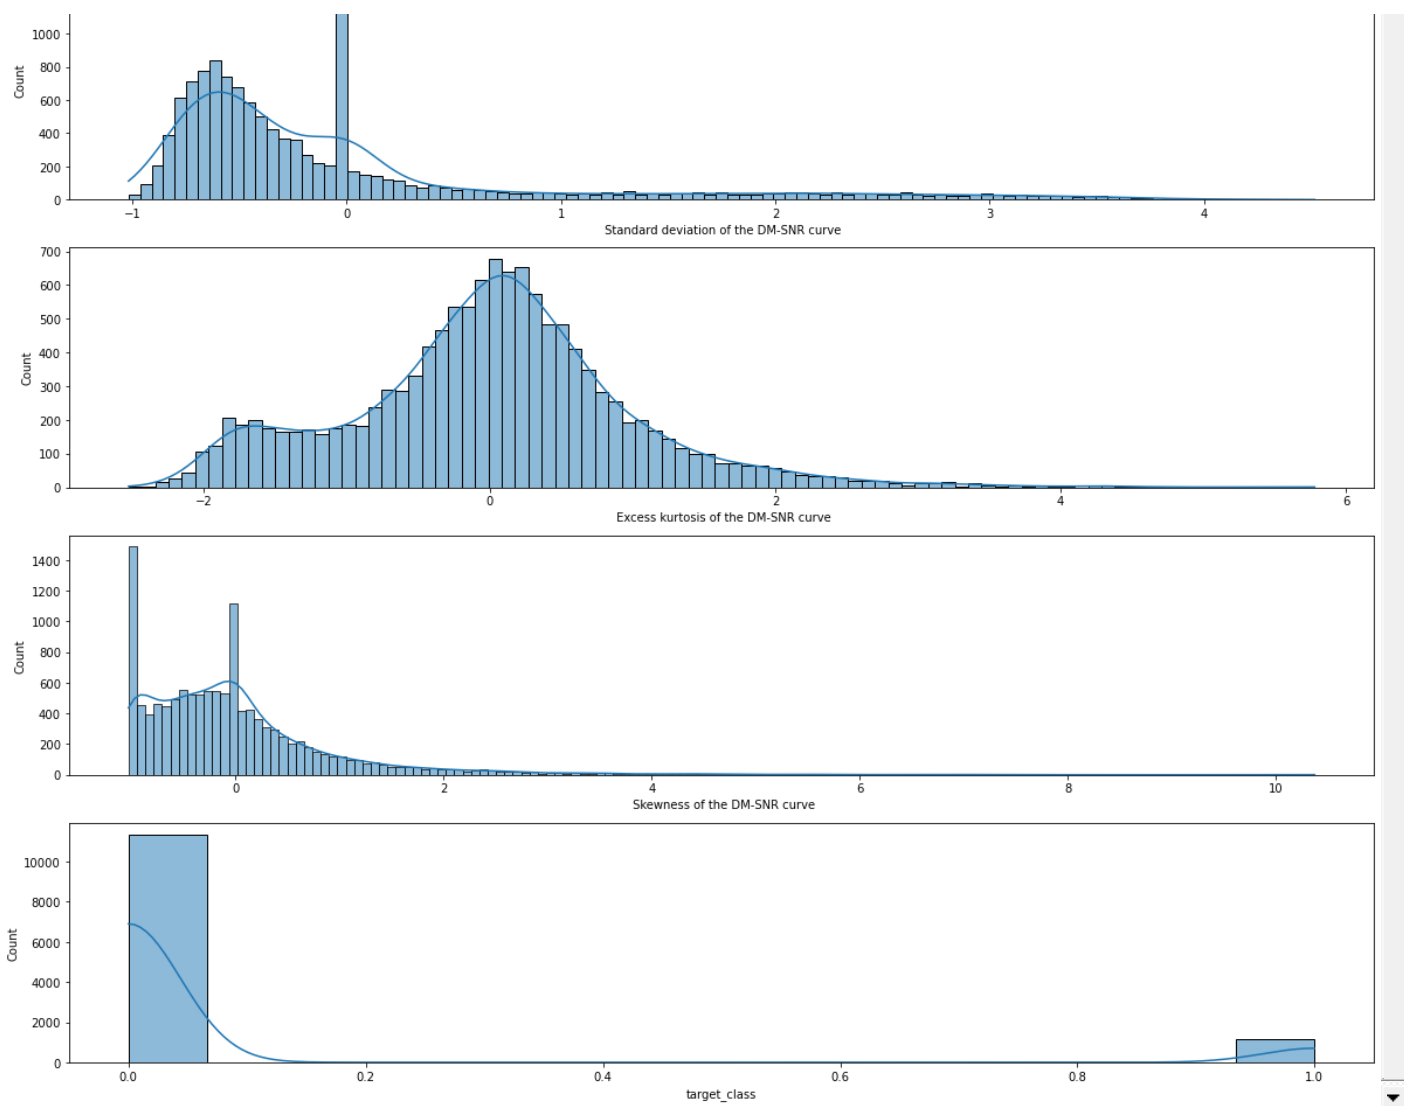 1000
800
600
400
200
0
Count
−1 0 1 2 3 4
Standard deviation of the DM-SNR curve
700
600
500
400
300
200
100
0
Count
−2 0 2 4 6
Excess kurtosis of the DM-SNR curve
1400
1200
1000
800
600
400
200
0
Count
0 2 4 6 8 10
Skewness of the DM-SNR curve
10000
8000
6000
4000
2000
0
Count
0.0 0.2 0.4 0.6 0.8 1.0
target_class